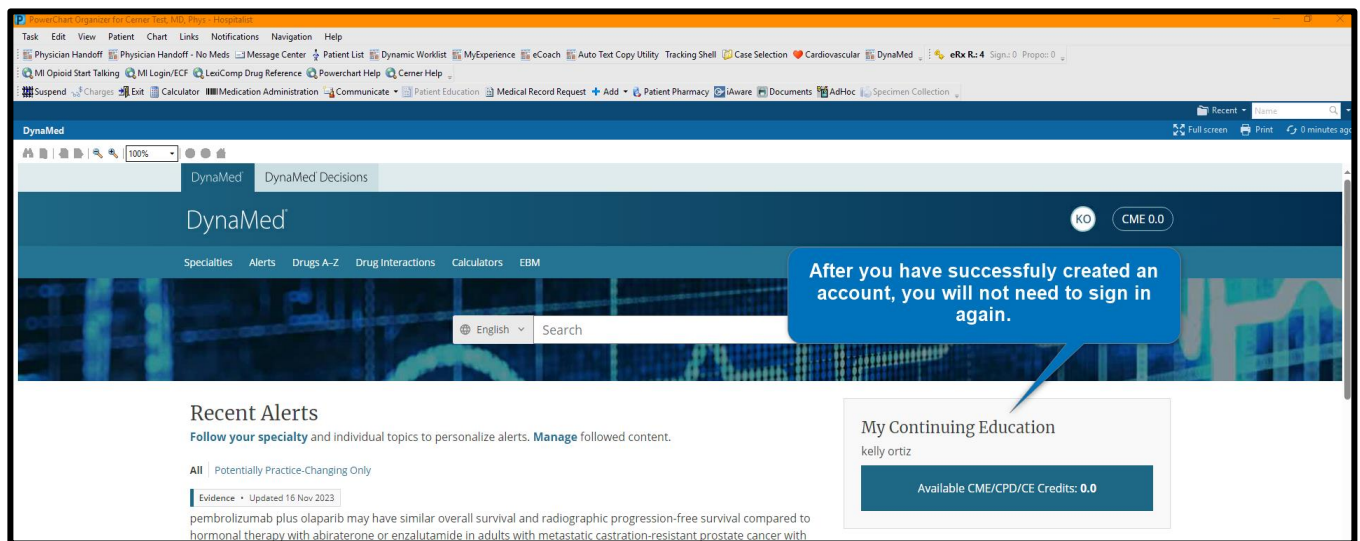 PowerChart Organizer for Cerner Test, MD, Phys - Hospitalist
Task Edit View Patient Chart Links Notifications Navigation Help
Physician Handoff Physician Handoff - No Meds Message Center Patient List Dynamic Worklist MyExperience eCoach Auto Text Copy Utility Tracking Shell Case Selection Cardiovascular DynaMed eRx R.: 4 Sign.: 0 Propo.: 0
MI Opioid Start Talking MI Login/ECF LexiComp Drug Reference Powerchart Help Cerner Help
Suspend Charges Exit Calculator Medication Administration Communicate Patient Education Medical Record Request Add Patient Pharmacy iAware Documents AdHoc Specimen Collection
Recent Name
DynaMed Full screen Print 0 minutes ago
100%
DynaMed DynaMed Decisions
DynaMed KO CME 0.0
Specialties Alerts Drugs A–Z Drug Interactions Calculators EBM
After you have successfuly created an
account, you will not need to sign in
again.
English Search
Recent Alerts
Follow your specialty and individual topics to personalize alerts. Manage followed content.
All Potentially Practice-Changing Only
Evidence • Updated 16 Nov 2023
pembrolizumab plus olaparib may have similar overall survival and radiographic progression-free survival compared to
hormonal therapy with abiraterone or enzalutamide in adults with metastatic castration-resistant prostate cancer with
My Continuing Education
kelly ortiz
Available CME/CPD/CE Credits: 0.0